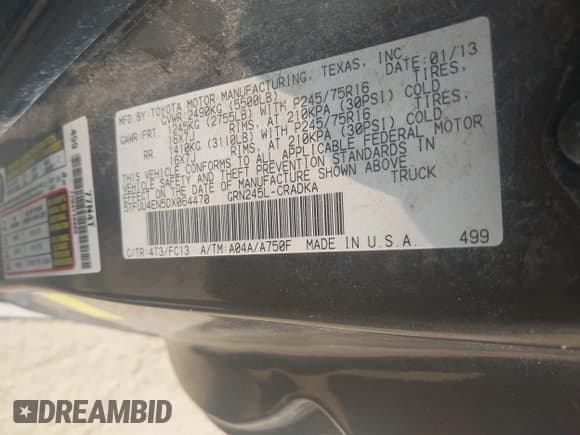 MFD BY: TOYOTA MOTOR MANUFACTURING, TEXAS, INC.
GVWR: 2490KG (5500LB) DATE: 01/13
GAWR: FRT. 1245KG (2755LB) WITH P245/75R16 TIRES,
16X7J RIMS, AT 210KPA (30PSI) COLD
RR. 1410KG (3110LB) WITH P245/75R16 TIRES,
16X7J RIMS, AT 210KPA (30PSI) COLD
THIS VEHICLE CONFORMS TO ALL APPLICABLE FEDERAL MOTOR
VEHICLE SAFETY AND THEFT PREVENTION STANDARDS IN
EFFECT ON THE DATE OF MANUFACTURE SHOWN ABOVE.
5TFUU4EN5DX064470 TRUCK
GRN245L-CRADKA
C/TR:4T3/FC13 A/TM:A04A/A750F MADE IN U.S.A. 499
499
77N4T
DREAMBID